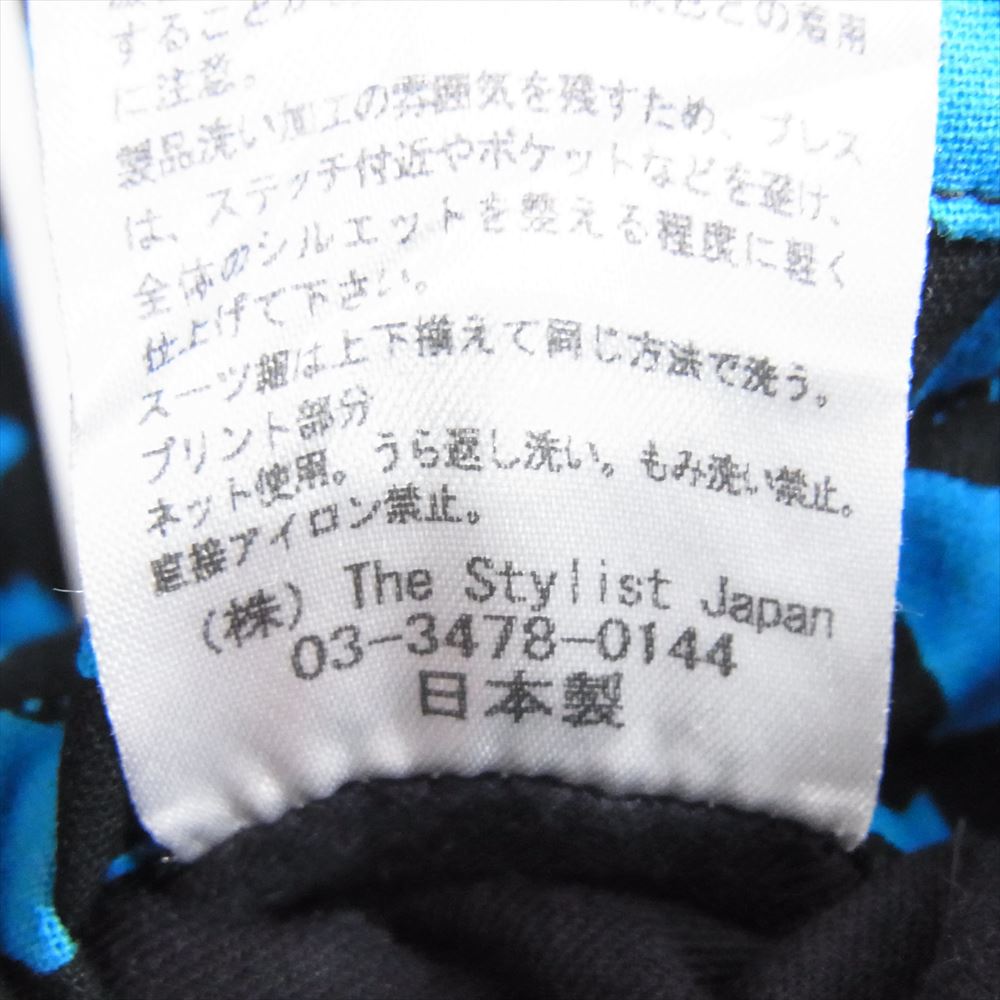 することが
との着用
に注意。
製品洗い加工の雰囲気を残すため、プレス
は、ステッチ付近やポケットなどを避け、
全体のシルエットを整える程度に軽く
仕上げて下さい。
スーツ類は上下揃えて同じ方法で洗う。
プリント部分
ネット使用。うら返し洗い。もみ洗い禁止。
直接アイロン禁止。
(株) The Stylist Japan
03-3478-0144
日本製